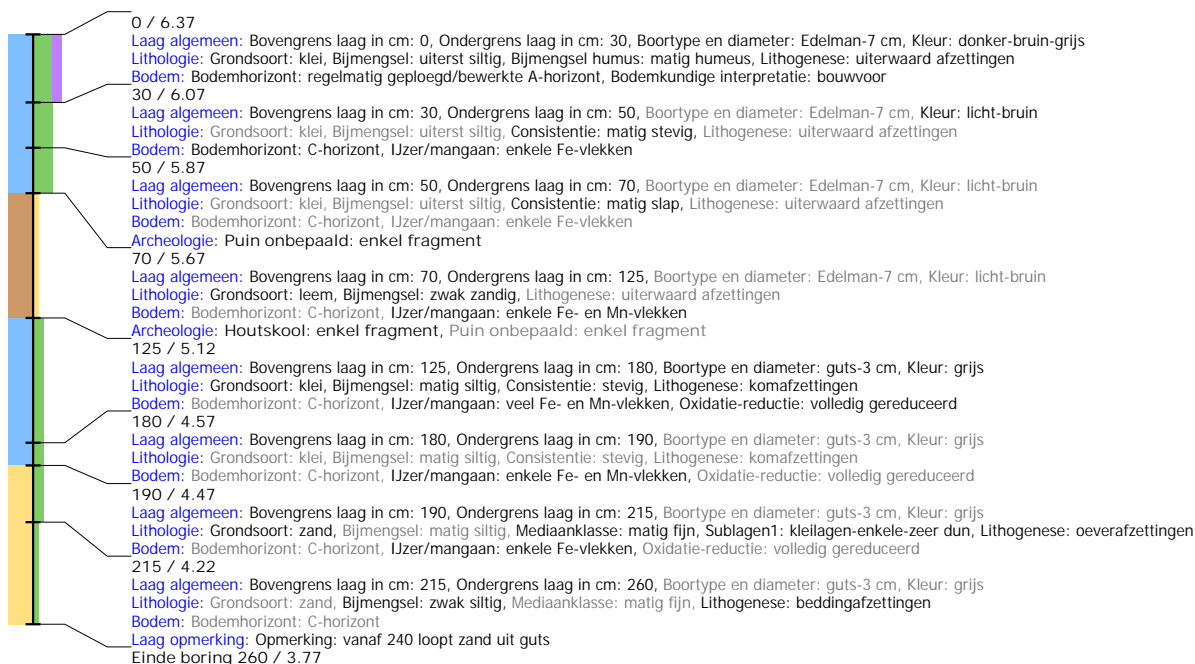 0 / 6.37
Laag algemeen: Bovengrens laag in cm: 0, Ondergrens laag in cm: 30, Boortype en diameter: Edelman-7 cm, Kleur: donker-bruin-grijs
Lithologie: Grondsoort: klei, Bijmengsel: uiterst siltig, Bijmengsel humus: matig humeus, Lithogenese: uiterwaard afzettingen
Bodem: Bodemhorizont: regelmatig geploegd/bewerkte A-horizont, Bodemkundige interpretatie: bouwvoor
30 / 6.07
Laag algemeen: Bovengrens laag in cm: 30, Ondergrens laag in cm: 50, Boortype en diameter: Edelman-7 cm, Kleur: licht-bruin
Lithologie: Grondsoort: klei, Bijmengsel: uiterst siltig, Consistentie: matig stevig, Lithogenese: uiterwaard afzettingen
Bodem: Bodemhorizont: C-horizont, IJzer/mangaan: enkele Fe-vlekken
50 / 5.87
Laag algemeen: Bovengrens laag in cm: 50, Ondergrens laag in cm: 70, Boortype en diameter: Edelman-7 cm, Kleur: licht-bruin
Lithologie: Grondsoort: klei, Bijmengsel: uiterst siltig, Consistentie: matig slap, Lithogenese: uiterwaard afzettingen
Bodem: Bodemhorizont: C-horizont, IJzer/mangaan: enkele Fe-vlekken
Archeologie: Puin onbepaald: enkel fragment
70 / 5.67
Laag algemeen: Bovengrens laag in cm: 70, Ondergrens laag in cm: 125, Boortype en diameter: Edelman-7 cm, Kleur: licht-bruin
Lithologie: Grondsoort: leem, Bijmengsel: zwak zandig, Lithogenese: uiterwaard afzettingen
Bodem: Bodemhorizont: C-horizont, IJzer/mangaan: enkele Fe- en Mn-vlekken
Archeologie: Houtskool: enkel fragment, Puin onbepaald: enkel fragment
125 / 5.12
Laag algemeen: Bovengrens laag in cm: 125, Ondergrens laag in cm: 180, Boortype en diameter: guts-3 cm, Kleur: grijs
Lithologie: Grondsoort: klei, Bijmengsel: matig siltig, Consistentie: stevig, Lithogenese: komafzettingen
Bodem: Bodemhorizont: C-horizont, IJzer/mangaan: veel Fe- en Mn-vlekken, Oxidatie-reductie: volledig gereduceerd
180 / 4.57
Laag algemeen: Bovengrens laag in cm: 180, Ondergrens laag in cm: 190, Boortype en diameter: guts-3 cm, Kleur: grijs
Lithologie: Grondsoort: klei, Bijmengsel: matig siltig, Consistentie: stevig, Lithogenese: komafzettingen
Bodem: Bodemhorizont: C-horizont, IJzer/mangaan: enkele Fe- en Mn-vlekken, Oxidatie-reductie: volledig gereduceerd
190 / 4.47
Laag algemeen: Bovengrens laag in cm: 190, Ondergrens laag in cm: 215, Boortype en diameter: guts-3 cm, Kleur: grijs
Lithologie: Grondsoort: zand, Bijmengsel: matig siltig, Mediaanklasse: matig fijn, Sublagen1: kleilagen-enkele-zeer dun, Lithogenese: oeverafzettingen
Bodem: Bodemhorizont: C-horizont, IJzer/mangaan: enkele Fe-vlekken, Oxidatie-reductie: volledig gereduceerd
215 / 4.22
Laag algemeen: Bovengrens laag in cm: 215, Ondergrens laag in cm: 260, Boortype en diameter: guts-3 cm, Kleur: grijs
Lithologie: Grondsoort: zand, Bijmengsel: zwak siltig, Mediaanklasse: matig fijn, Lithogenese: beddingafzettingen
Bodem: Bodemhorizont: C-horizont
Laag opmerking: Opmerking: vanaf 240 loopt zand uit guts
Einde boring 260 / 3.77